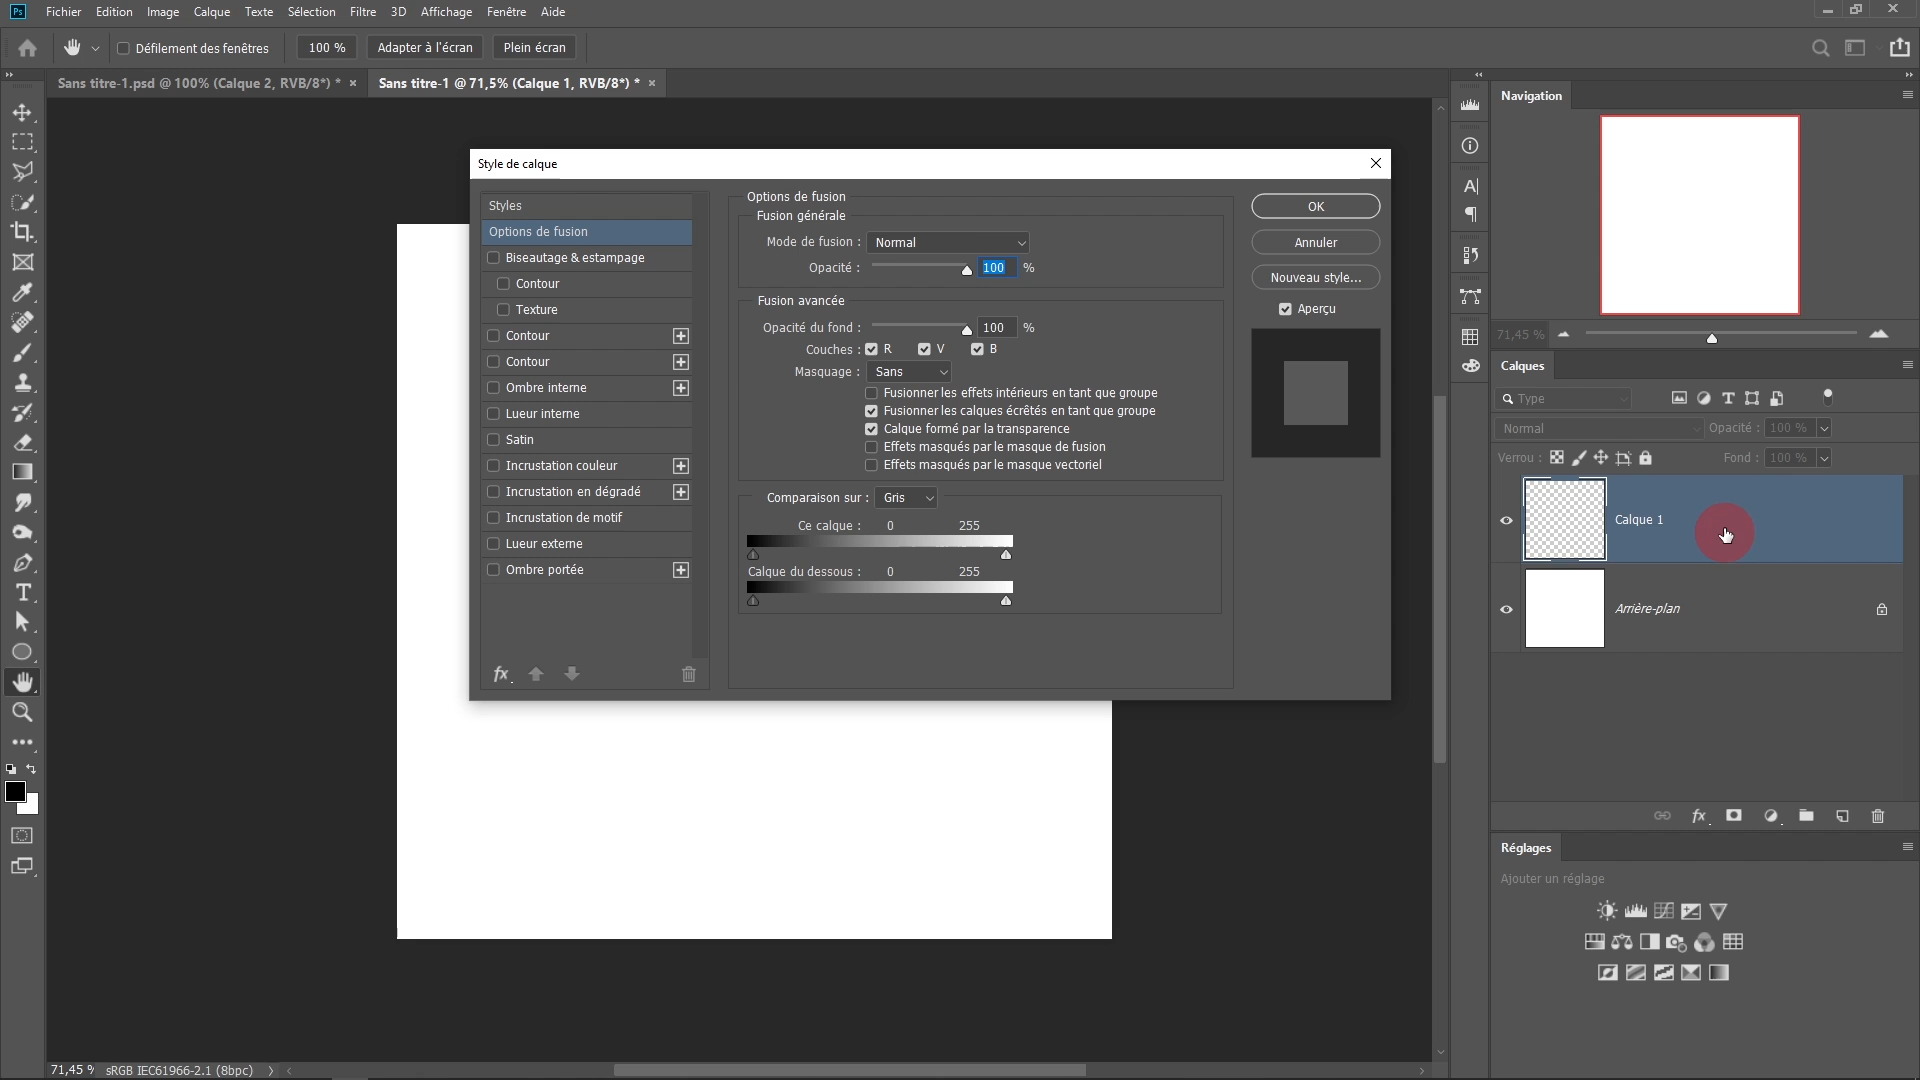 Ps Fichier Edition Image Calque Texte Sélection Filtre 3D Affichage Fenêtre Aide
Défilement des fenêtres 100 % Adapter à l'écran Plein écran
Sans titre-1.psd @ 100% (Calque 2, RVB/8*) * × Sans titre-1 @ 71,5% (Calque 1, RVB/8*) * ×
Style de calque
Styles
Options de fusion
Biseautage & estampage
Contour
Texture
Contour
Contour
Ombre interne
Lueur interne
Satin
Incrustation couleur
Incrustation en dégradé
Incrustation de motif
Lueur externe
Ombre portée
fx
Options de fusion
Fusion générale
Mode de fusion : Normal
Opacité : 100 %
Fusion avancée
Opacité du fond : 100 %
Couches : R V B
Masquage : Sans
Fusionner les effets intérieurs en tant que groupe
Fusionner les calques écrêtés en tant que groupe
Calque formé par la transparence
Effets masqués par le masque de fusion
Effets masqués par le masque vectoriel
Comparaison sur : Gris
Ce calque : 0 255
Calque du dessous : 0 255
OK
Annuler
Nouveau style...
Aperçu
Navigation
71,45 %
Calques
Type
Normal Opacité : 100 %
Verrou : Fond : 100 %
Calque 1
Arrière-plan
fx
Réglages
Ajouter un réglage
71,45 % sRGB IEC61966-2.1 (8bpc)